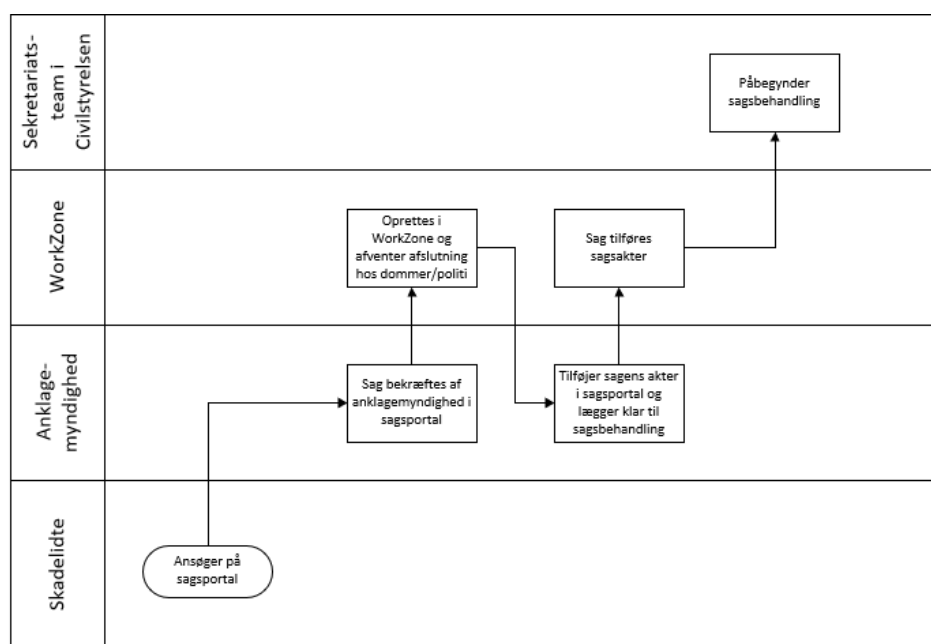 Sekretariats-
team i
Civilstyrelsen
Påbegynder
sagsbehandling
WorkZone
Oprettes i
WorkZone og
afventer afslutning
hos dommer/politi
Sag tilføres
sagsakter
Anklage-
myndighed
Sag bekræftes af
anklagemyndighed i
sagsportal
Tilføjer sagens akter
i sagsportal og
lægger klar til
sagsbehandling
Skadelidte
Ansøger på
sagsportal